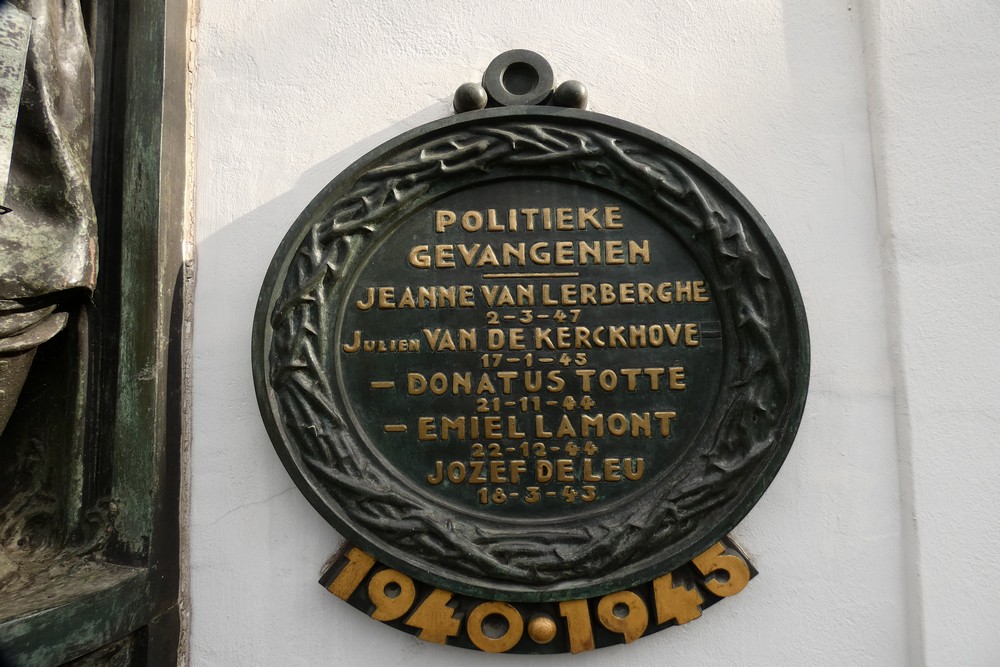 POLITIEKE
GEVANGENEN
JEANNE VAN LERBERGHE
2-3-47
JULIEN VAN DE KERCKHOVE
17-1-45
- DONATUS TOTTE
21-11-44
- EMIEL LAMONT
22-12-44
JOZEF DE LEU
18-3-43
1940·1945